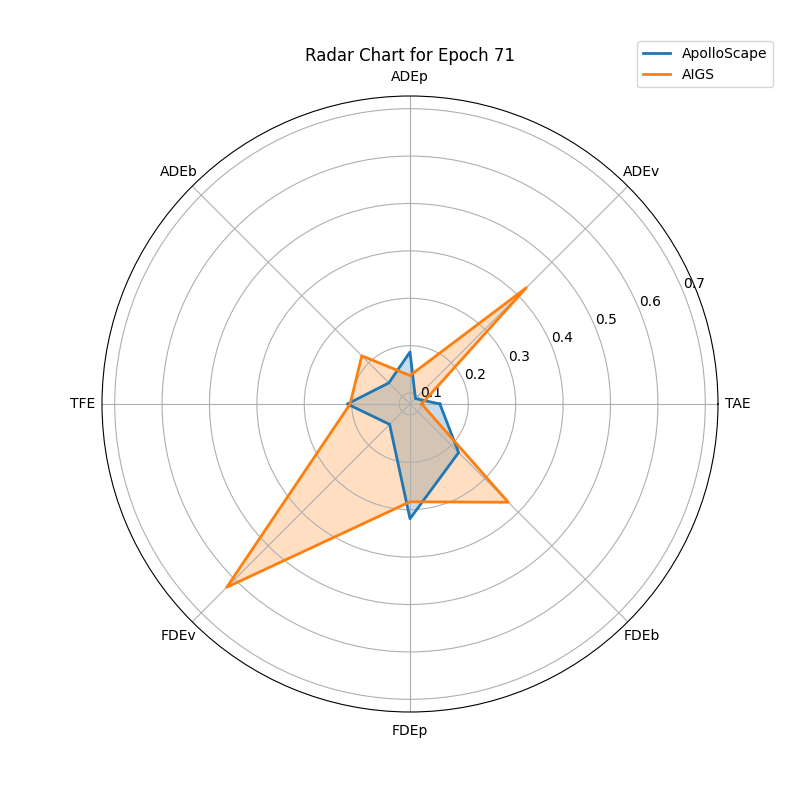 ApolloScape
AIGS
Radar Chart for Epoch 71
ADEp
ADEb
ADEv
0.7
0.6
0.5
0.4
0.3
0.2
0.1
TFE
TAE
FDEv
FDEb
FDEp